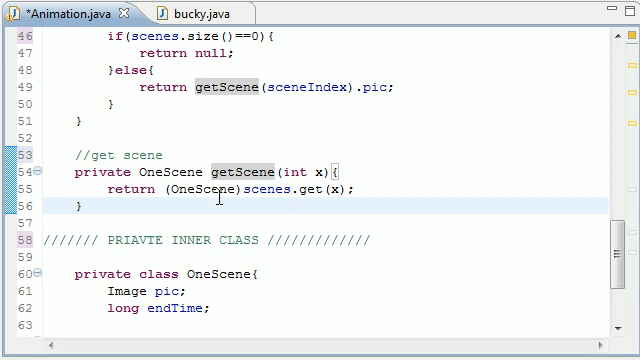 *Animation.java bucky.java
46 if(scenes.size()==0){
47 return null;
48 }else{
49 return getScene(sceneIndex).pic;
50 }
51 }
52
53 //get scene
54 private OneScene getScene(int x){
55 return (OneScene)scenes.get(x);
56 }
57
58 /////// PRIAVTE INNER CLASS /////////////
59
60 private class OneScene{
61 Image pic;
62 long endTime;
63